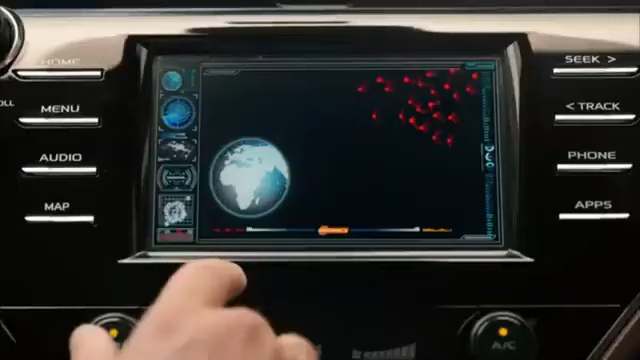 HOME
MENU
AUDIO
MAP
SEEK >
< TRACK
PHONE
APPS
A/C